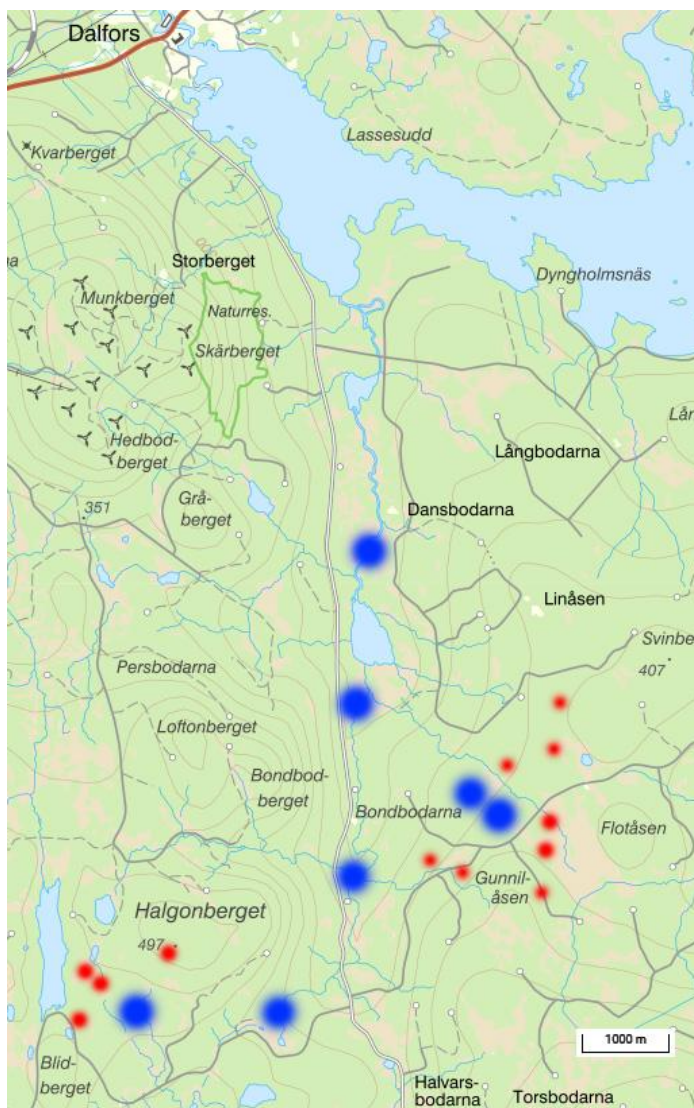 Dalfors
Lassesudd
Kvarberget
Storberget
Dyngholmsnäs
Munkberget
Naturres.
Skärberget
Hedbod-
berget
Långbodarna
Grå-
berget
351
Dansbodarna
Linåsen
Svinbe
407
Persbodarna
Loftonberget
Bondbod-
berget
Bondbodarna
Flotåsen
Gunnil-
åsen
Halgonberget
497
1000 m
Blid-
berget
Halvars-
bodarna
Torsbodarna